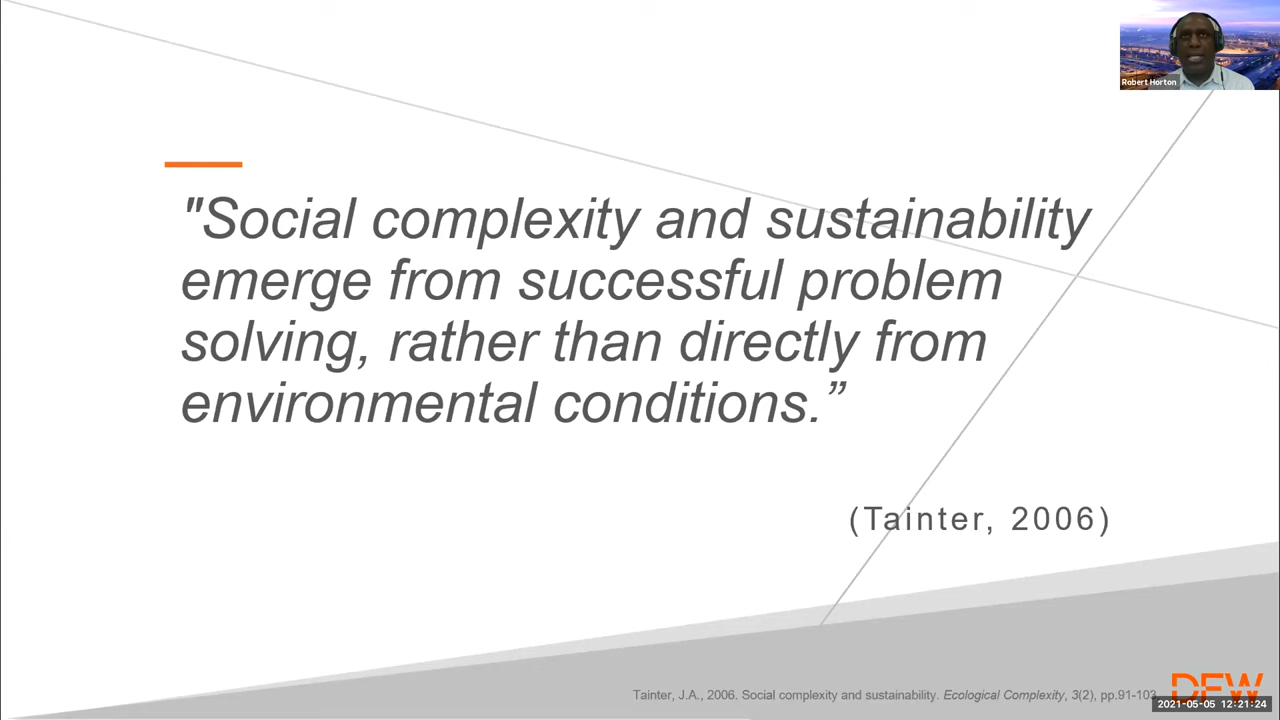 Robert Horton
"Social complexity and sustainability
emerge from successful problem
solving, rather than directly from
environmental conditions.”
(Tainter, 2006)
Tainter, J.A., 2006. Social complexity and sustainability. Ecological Complexity, 3(2), pp.91-103.
DFW
2021-05-05 12:21:24